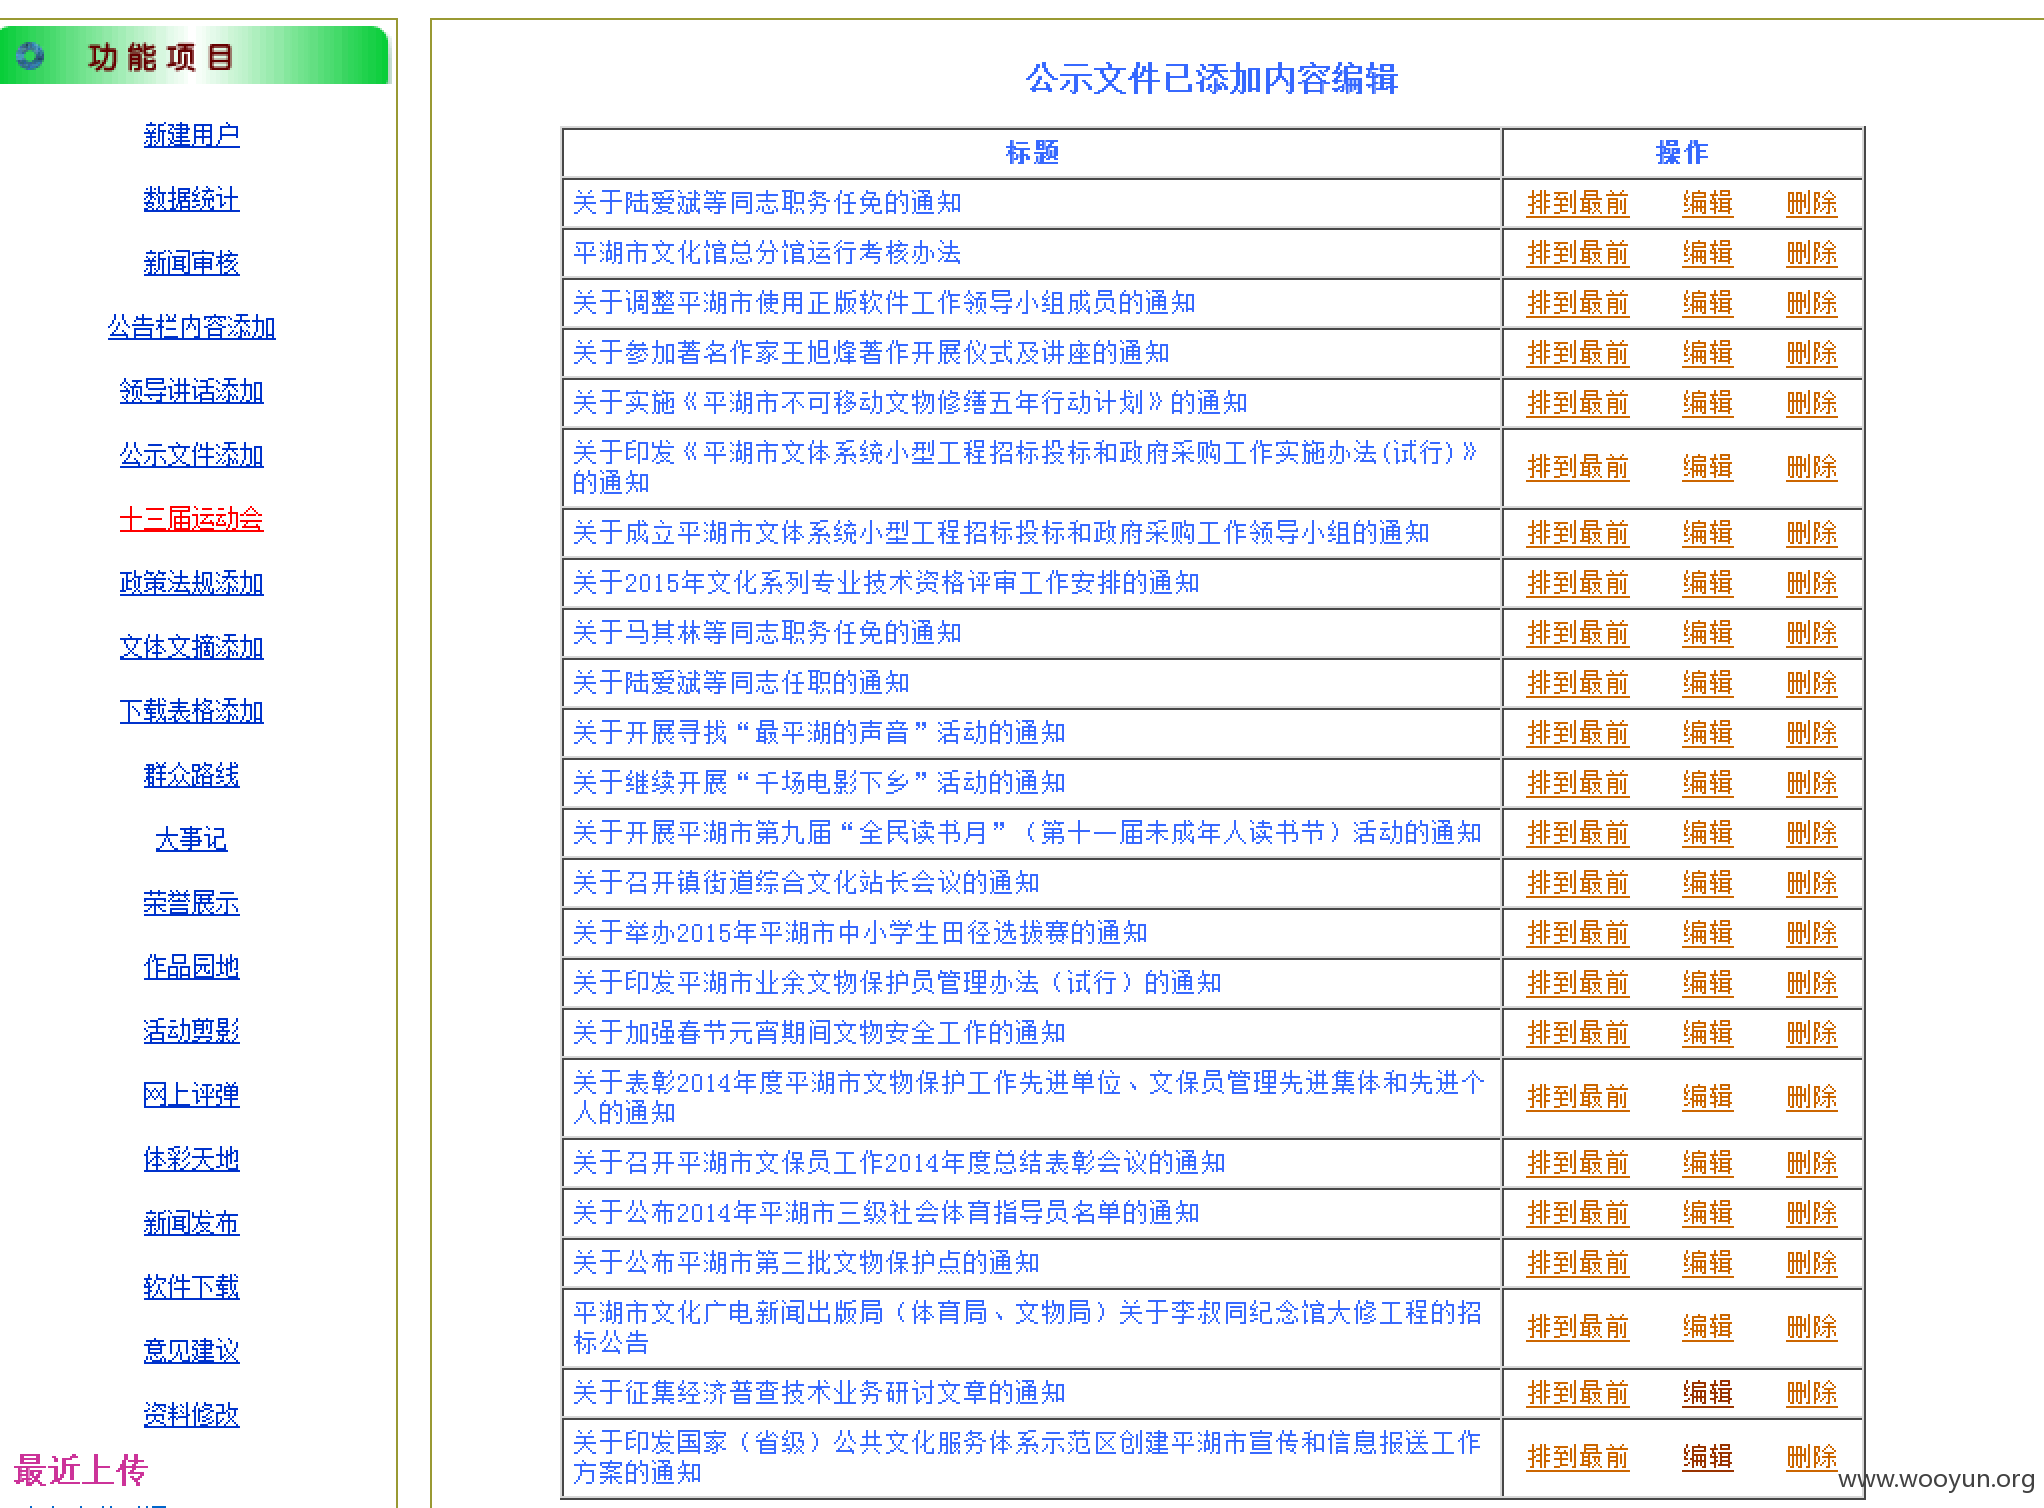 功能项目
新建用户
数据统计
新闻审核
公告栏内容添加
领导讲话添加
公示文件添加
十三届运动会
政策法规添加
文体文摘添加
下载表格添加
群众路线
大事记
荣誉展示
作品园地
活动剪影
网上评弹
体彩天地
新闻发布
软件下载
意见建议
资料修改
最近上传
公示文件已添加内容编辑
标题 操作
关于陆爱斌等同志职务任免的通知 排到最前 编辑 删除
平湖市文化馆总分馆运行考核办法 排到最前 编辑 删除
关于调整平湖市使用正版软件工作领导小组成员的通知 排到最前 编辑 删除
关于参加著名作家王旭烽著作开展仪式及讲座的通知 排到最前 编辑 删除
关于实施《平湖市不可移动文物修缮五年行动计划》的通知 排到最前 编辑 删除
关于印发《平湖市文体系统小型工程招标投标和政府采购工作实施办法(试行)》
的通知 排到最前 编辑 删除
关于成立平湖市文体系统小型工程招标投标和政府采购工作领导小组的通知 排到最前 编辑 删除
关于2015年文化系列专业技术资格评审工作安排的通知 排到最前 编辑 删除
关于马其林等同志职务任免的通知 排到最前 编辑 删除
关于陆爱斌等同志任职的通知 排到最前 编辑 删除
关于开展寻找“最平湖的声音”活动的通知 排到最前 编辑 删除
关于继续开展“千场电影下乡”活动的通知 排到最前 编辑 删除
关于开展平湖市第九届“全民读书月”（第十一届未成年人读书节）活动的通知 排到最前 编辑 删除
关于召开镇街道综合文化站长会议的通知 排到最前 编辑 删除
关于举办2015年平湖市中小学生田径选拔赛的通知 排到最前 编辑 删除
关于印发平湖市业余文物保护员管理办法（试行）的通知 排到最前 编辑 删除
关于加强春节元宵期间文物安全工作的通知 排到最前 编辑 删除
关于表彰2014年度平湖市文物保护工作先进单位、文保员管理先进集体和先进个
人的通知 排到最前 编辑 删除
关于召开平湖市文保员工作2014年度总结表彰会议的通知 排到最前 编辑 删除
关于公布2014年平湖市三级社会体育指导员名单的通知 排到最前 编辑 删除
关于公布平湖市第三批文物保护点的通知 排到最前 编辑 删除
平湖市文化广电新闻出版局（体育局、文物局）关于李叔同纪念馆大修工程的招
标公告 排到最前 编辑 删除
关于征集经济普查技术业务研讨文章的通知 排到最前 编辑 删除
关于印发国家（省级）公共文化服务体系示范区创建平湖市宣传和信息报送工作
方案的通知 排到最前 编辑 删除
www.wooyun.org